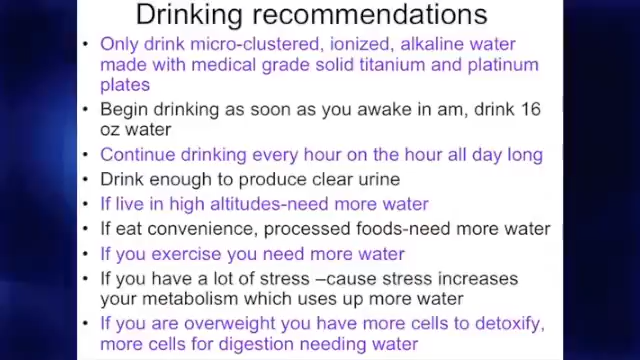 Drinking recommendations
• Only drink micro-clustered, ionized, alkaline water
made with medical grade solid titanium and platinum
plates
• Begin drinking as soon as you awake in am, drink 16
oz water
• Continue drinking every hour on the hour all day long
• Drink enough to produce clear urine
• If live in high altitudes-need more water
• If eat convenience, processed foods-need more water
• If you exercise you need more water
• If you have a lot of stress –cause stress increases
your metabolism which uses up more water
• If you are overweight you have more cells to detoxify,
more cells for digestion needing water